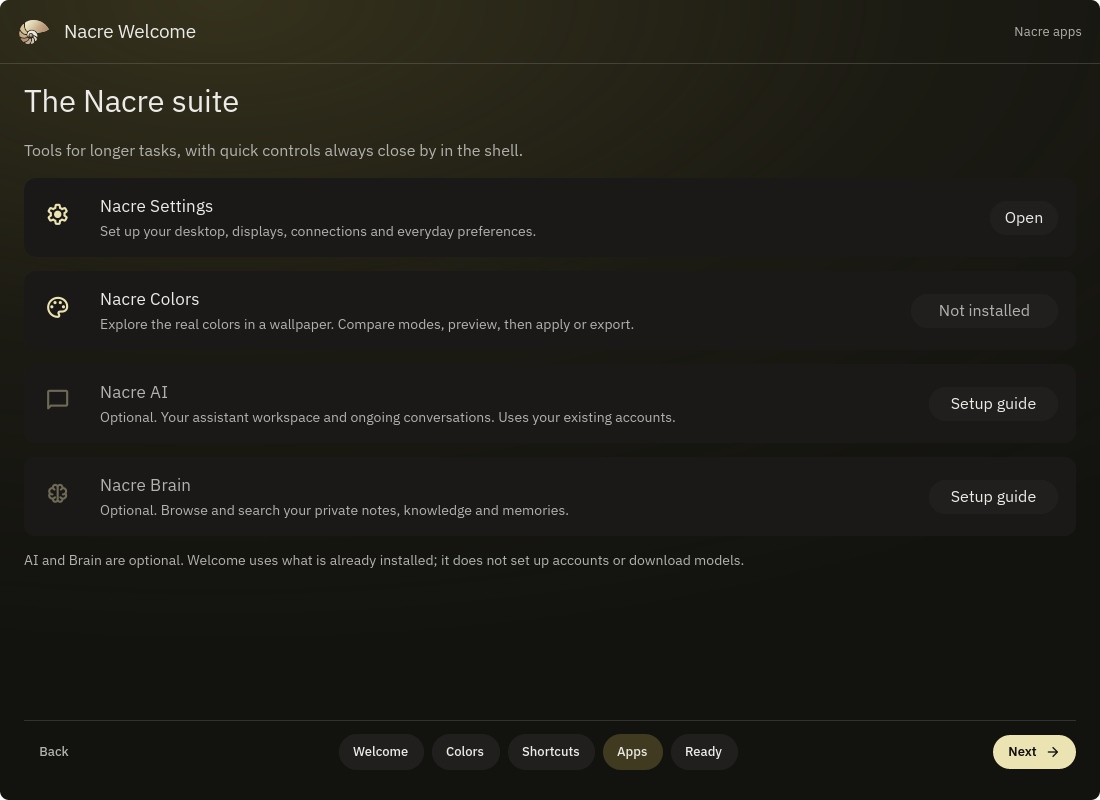 Nacre Welcome
Nacre apps
The Nacre suite
Tools for longer tasks, with quick controls always close by in the shell.
Nacre Settings
Set up your desktop, displays, connections and everyday preferences.
Open
Nacre Colors
Explore the real colors in a wallpaper. Compare modes, preview, then apply or export.
Not installed
Nacre AI
Optional. Your assistant workspace and ongoing conversations. Uses your existing accounts.
Setup guide
Nacre Brain
Optional. Browse and search your private notes, knowledge and memories.
Setup guide
AI and Brain are optional. Welcome uses what is already installed; it does not set up accounts or download models.
Back
Welcome
Colors
Shortcuts
Apps
Ready
Next